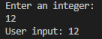 Enter an integer:
12
User input: 12